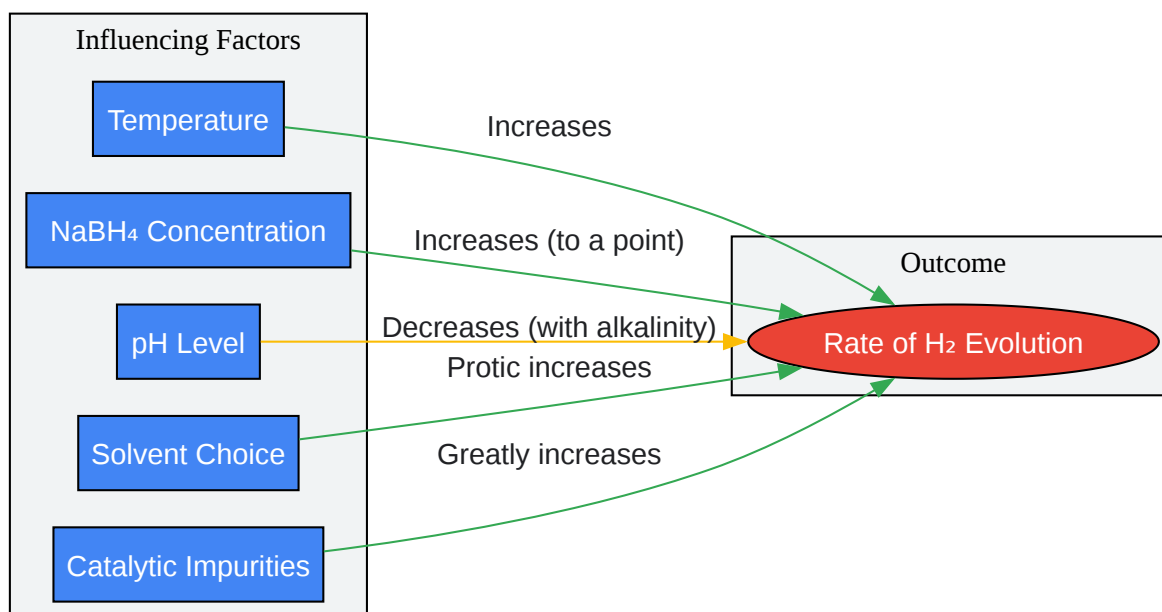 Influencing Factors
Temperature
Increases
NaBH₄ Concentration
Increases (to a point)
Outcome
pH Level
Decreases (with alkalinity)
Rate of H₂ Evolution
Protic increases
Solvent Choice
Greatly increases
Catalytic Impurities